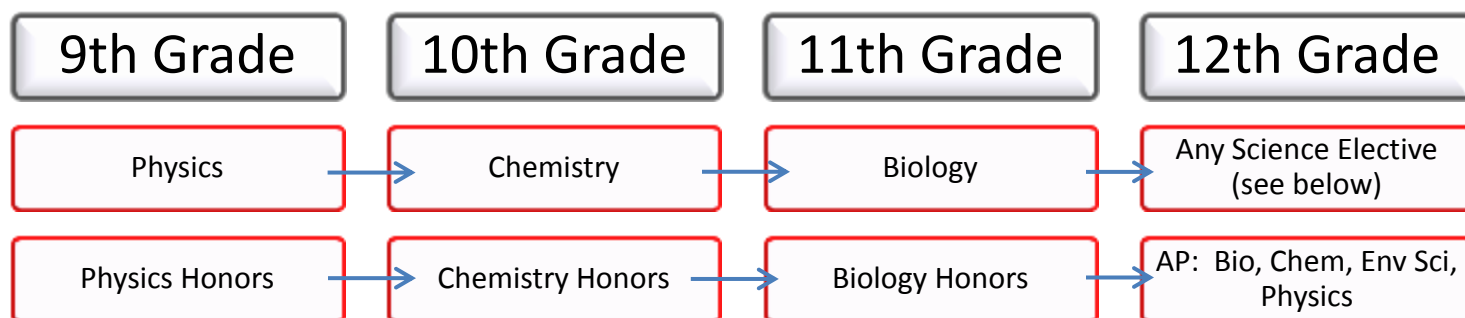 9th Grade
10th Grade
11th Grade
12th Grade
Physics
Chemistry
Biology
Any Science Elective
(see below)
Physics Honors
Chemistry Honors
Biology Honors
AP:  Bio, Chem, Env Sci,
Physics